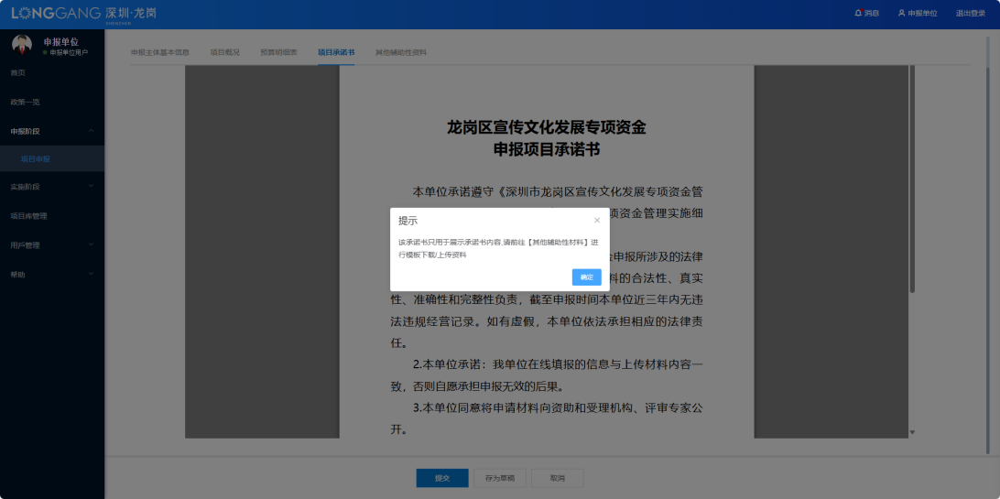 LONGGANG 深圳·龙岗
SHENZHEN
消息
申报单位
退出登录
申报单位
申报单位用户
首页
政策一览
申报阶段
项目申报
实施阶段
项目库管理
用戶管理
帮助
申报主体基本信息
项目概况
预算明细表
项目承诺书
其他辅助性资料
龙岗区宣传文化发展专项资金
申报项目承诺书
本单位承诺遵守《深圳市龙岗区宣传文化发展专项资金管
项资金管理实施细
提示
×
该承诺书只用于展示承诺书内容,请前往【其他辅助性材料】进
行模板下载/上传资料
确定
金申报所涉及的法律
料的合法性、真实
性、准确性和完整性负责，截至申报时间本单位近三年内无违
法违规经营记录。如有虚假，本单位依法承担相应的法律责
任。
2.本单位承诺：我单位在线填报的信息与上传材料内容一
致，否则自愿承担申报无效的后果。
3.本单位同意将申请材料向资助和受理机构、评审专家公
开。
提交
存为草稿
取消